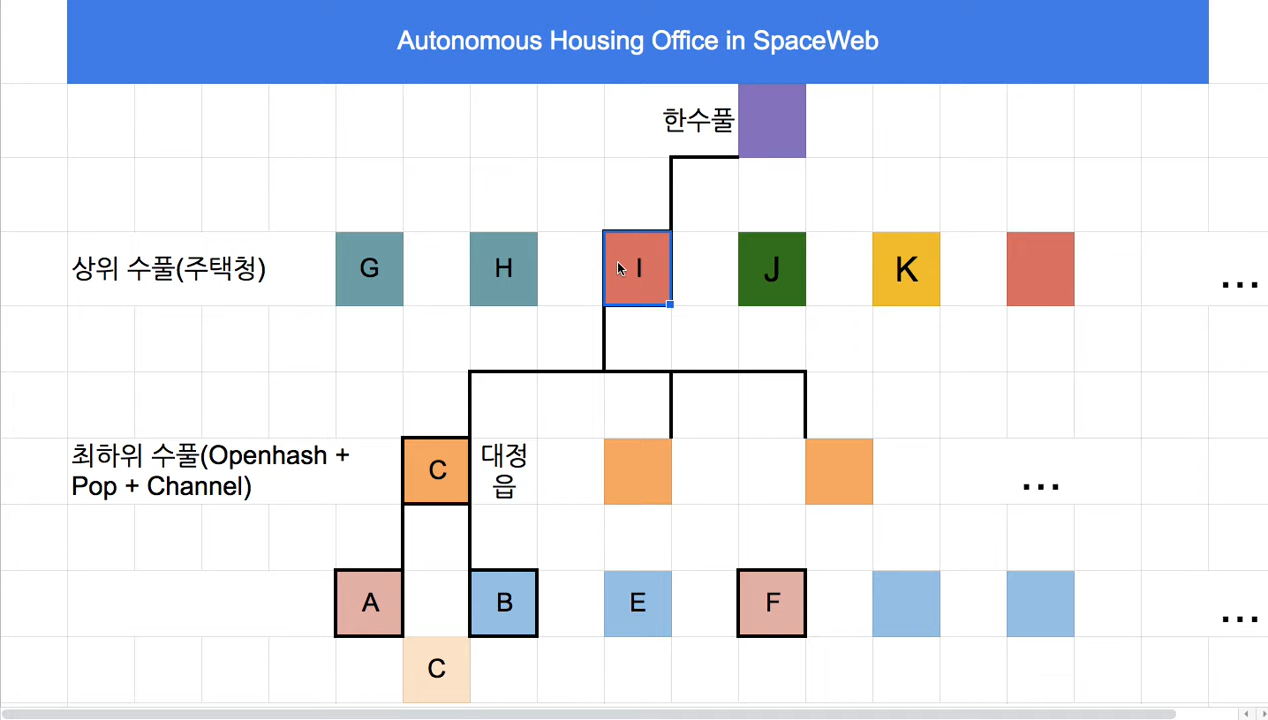 Autonomous Housing Office in SpaceWeb
한수풀
상위 수풀(주택청)
G
H
I
J
K
...
최하위 수풀(Openhash +
Pop + Channel)
C
대정
읍
...
A
B
E
F
...
C